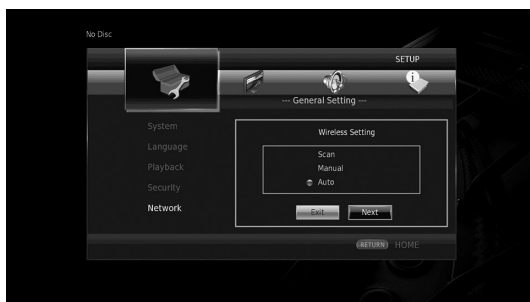 No Disc
SETUP
--- General Setting ---
System
Language
Playback
Security
Network
Wireless Setting
Scan
Manual
Auto
Exit
Next
RETURN HOME